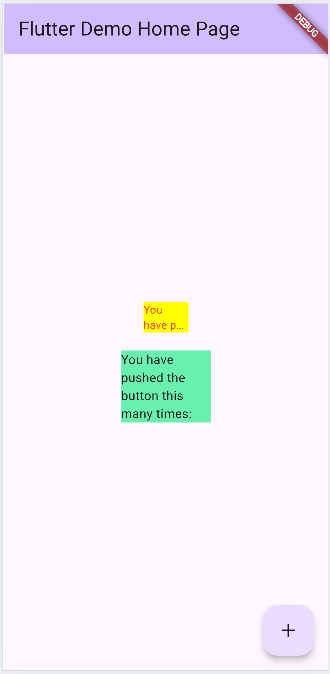 Flutter Demo Home Page
DEBUG
You
have p...
You have
pushed the
button this
many times:
+